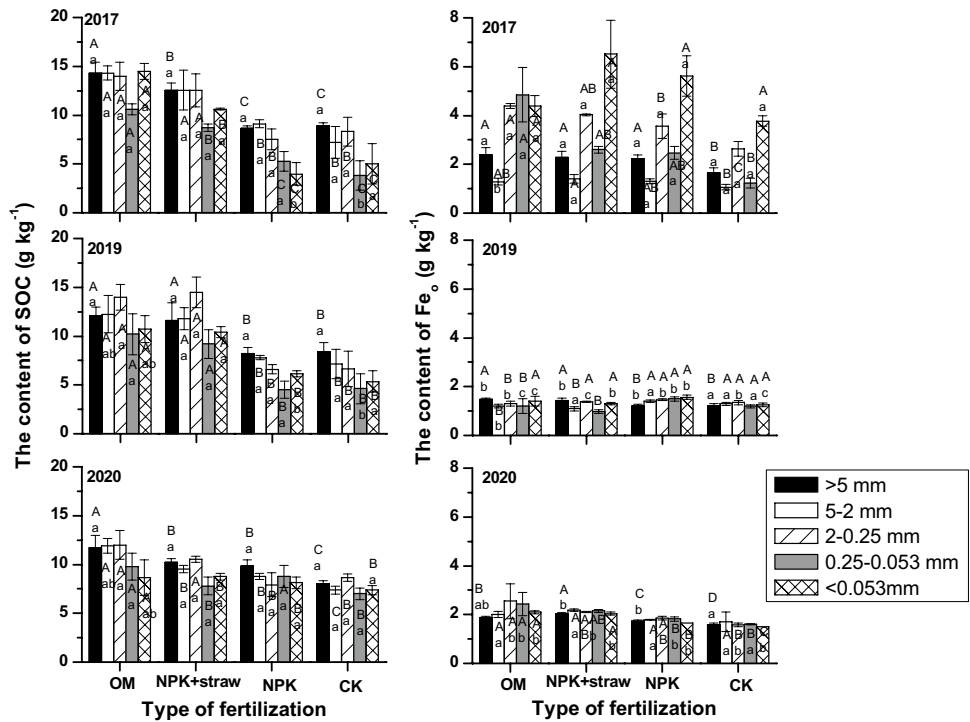 The content of SOC (g kg⁻¹)
2017
20
15
10
5
0
A
a
B
a
C
a
C
a
2019
20
15
10
5
0
A
a
A
a
B
a
B
a
2020
20
15
10
5
0
A
a
B
a
B
a
C
a
B
a
OM NPK+straw NPK CK
Type of fertilization
The content of Fe₀ (g kg⁻¹)
2017
8
6
4
2
0
A
a
A
a
AB
a
A
a
B
a
A
a
B
a
A
a
2019
8
6
4
2
0
A B B A
b b c c
A B A B A
b a c b b
B A A A A
b a b b b
B A A A A
a a b a b
2020
8
6
4
2
0
B
ab
A
b
C
b
D
a
OM NPK+straw NPK CK
Type of fertilization
>5 mm
5-2 mm
2-0.25 mm
0.25-0.053 mm
<0.053mm